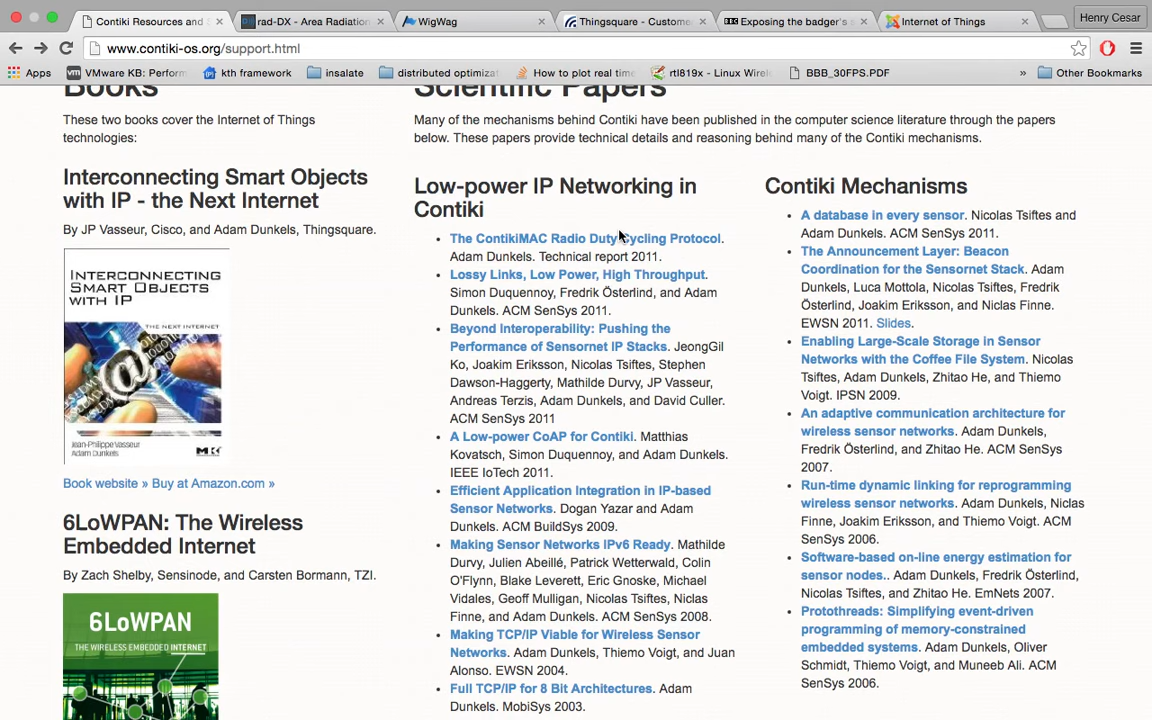 Contiki Resources and
rad-DX - Area Radiation
WigWag
Thingsquare - Custome
Exposing the badger's
Internet of Things
Henry Cesar
www.contiki-os.org/support.html
Apps
VMware KB: Perform
kth framework
insalate
distributed optimizat
How to plot real time
rtl819x - Linux Wirel
BBB_30FPS.PDF
»
Other Bookmarks
Books
These two books cover the Internet of Things
technologies:
Interconnecting Smart Objects
with IP - the Next Internet
By JP Vasseur, Cisco, and Adam Dunkels, Thingsquare.
INTERCONNECTING
SMART OBJECTS
WITH IP
THE NEXT INTERNET
Jean-Philippe Vasseur
Adam Dunkels
Book website » Buy at Amazon.com »
6LoWPAN: The Wireless
Embedded Internet
By Zach Shelby, Sensinode, and Carsten Bormann, TZI.
6LoWPAN
THE WIRELESS EMBEDDED INTERNET
Scientific Papers
Many of the mechanisms behind Contiki have been published in the computer science literature through the papers
below. These papers provide technical details and reasoning behind many of the Contiki mechanisms.
Low-power IP Networking in
Contiki
• The ContikiMAC Radio Duty Cycling Protocol.
Adam Dunkels. Technical report 2011.
• Lossy Links, Low Power, High Throughput.
Simon Duquennoy, Fredrik Österlind, and Adam
Dunkels. ACM SenSys 2011.
• Beyond Interoperability: Pushing the
Performance of Sensornet IP Stacks. JeongGil
Ko, Joakim Eriksson, Nicolas Tsiftes, Stephen
Dawson-Haggerty, Mathilde Durvy, JP Vasseur,
Andreas Terzis, Adam Dunkels, and David Culler.
ACM SenSys 2011
• A Low-power CoAP for Contiki. Matthias
Kovatsch, Simon Duquennoy, and Adam Dunkels.
IEEE IoTech 2011.
• Efficient Application Integration in IP-based
Sensor Networks. Dogan Yazar and Adam
Dunkels. ACM BuildSys 2009.
• Making Sensor Networks IPv6 Ready. Mathilde
Durvy, Julien Abeillé, Patrick Wetterwald, Colin
O'Flynn, Blake Leverett, Eric Gnoske, Michael
Vidales, Geoff Mulligan, Nicolas Tsiftes, Niclas
Finne, and Adam Dunkels. ACM SenSys 2008.
• Making TCP/IP Viable for Wireless Sensor
Networks. Adam Dunkels, Thiemo Voigt, and Juan
Alonso. EWSN 2004.
• Full TCP/IP for 8 Bit Architectures. Adam
Dunkels. MobiSys 2003.
Contiki Mechanisms
• A database in every sensor. Nicolas Tsiftes and
Adam Dunkels. ACM SenSys 2011.
• The Announcement Layer: Beacon
Coordination for the Sensornet Stack. Adam
Dunkels, Luca Mottola, Nicolas Tsiftes, Fredrik
Österlind, Joakim Eriksson, and Niclas Finne.
EWSN 2011. Slides.
• Enabling Large-Scale Storage in Sensor
Networks with the Coffee File System. Nicolas
Tsiftes, Adam Dunkels, Zhitao He, and Thiemo
Voigt. IPSN 2009.
• An adaptive communication architecture for
wireless sensor networks. Adam Dunkels,
Fredrik Österlind, and Zhitao He. ACM SenSys
2007.
• Run-time dynamic linking for reprogramming
wireless sensor networks. Adam Dunkels, Niclas
Finne, Joakim Eriksson, and Thiemo Voigt. ACM
SenSys 2006.
• Software-based on-line energy estimation for
sensor nodes.. Adam Dunkels, Fredrik Österlind,
Nicolas Tsiftes, and Zhitao He. EmNets 2007.
• Protothreads: Simplifying event-driven
programming of memory-constrained
embedded systems. Adam Dunkels, Oliver
Schmidt, Thiemo Voigt, and Muneeb Ali. ACM
SenSys 2006.